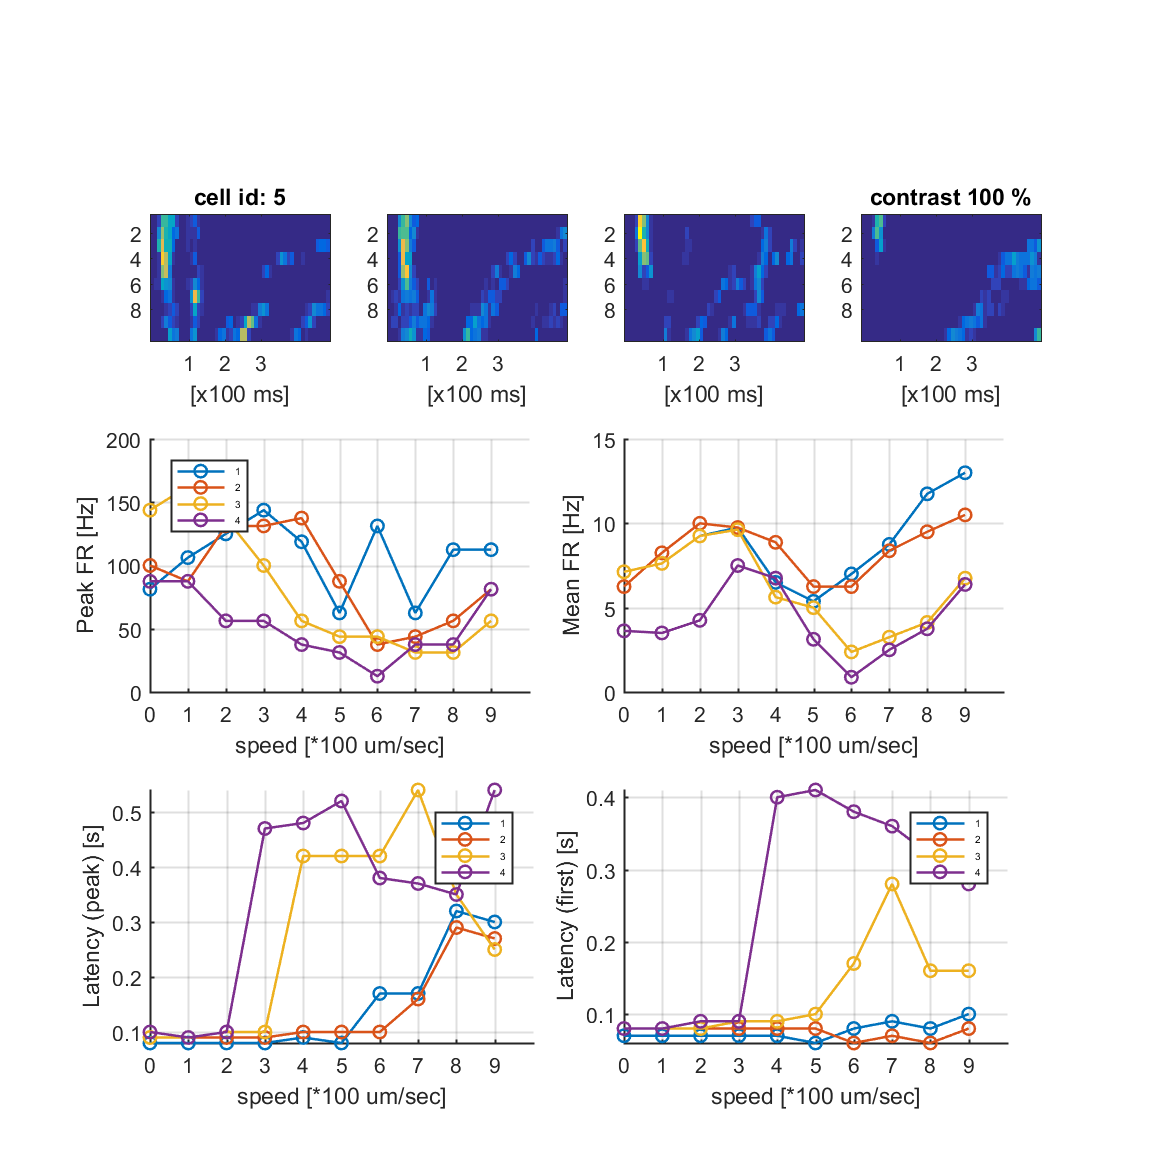 cell id: 5
contrast 100 %
2
4
6
8
1 2 3
[x100 ms]
2
4
6
8
1 2 3
[x100 ms]
2
4
6
8
1 2 3
[x100 ms]
2
4
6
8
1 2 3
[x100 ms]
Peak FR [Hz]
200
150
100
50
0
1
2
3
4
0 1 2 3 4 5 6 7 8 9
speed [*100 um/sec]
Mean FR [Hz]
15
10
5
0
0 1 2 3 4 5 6 7 8 9
speed [*100 um/sec]
Latency (peak) [s]
0.5
0.4
0.3
0.2
0.1
1
2
3
4
0 1 2 3 4 5 6 7 8 9
speed [*100 um/sec]
Latency (first) [s]
0.4
0.3
0.2
0.1
1
2
3
4
0 1 2 3 4 5 6 7 8 9
speed [*100 um/sec]